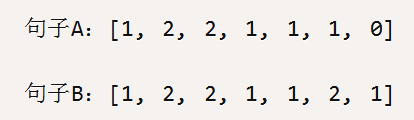 句子A：[1, 2, 2, 1, 1, 1, 0]
句子B：[1, 2, 2, 1, 1, 2, 1]